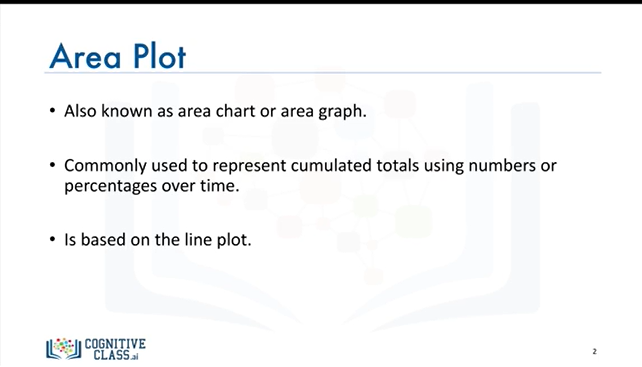 Area Plot
• Also known as area chart or area graph.
• Commonly used to represent cumulated totals using numbers or
percentages over time.
• Is based on the line plot.
COGNITIVE
CLASS.ai
2